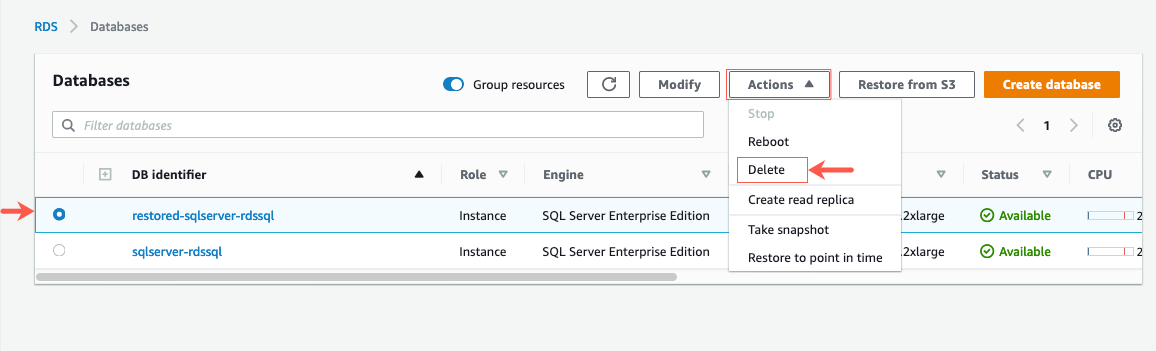 RDS > Databases
Databases
Group resources
Modify
Actions
Restore from S3
Create database
Filter databases
1
Stop
Reboot
Delete
Create read replica
Take snapshot
Restore to point in time
DB identifier Role Engine Status CPU
restored-sqlserver-rdssql Instance SQL Server Enterprise Edition .2xlarge Available 2
sqlserver-rdssql Instance SQL Server Enterprise Edition .2xlarge Available 2